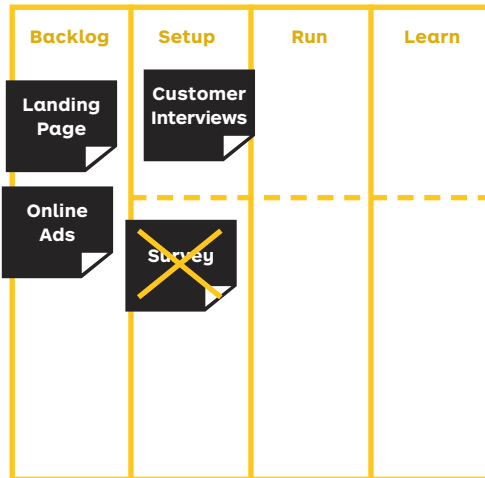 Backlog
Setup
Run
Learn
Landing
Page
Customer
Interviews
Online
Ads
Survey